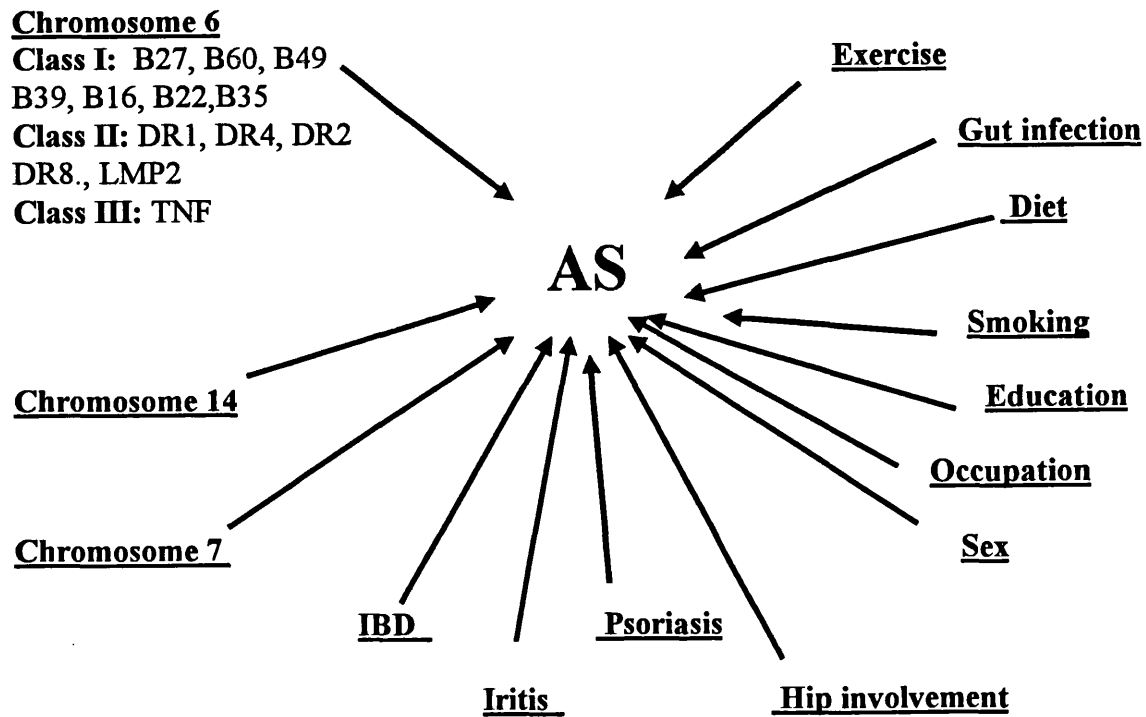 Chromosome 6
Class I: B27, B60, B49
B39, B16, B22,B35
Class II: DR1, DR4, DR2
DR8., LMP2
Class III: TNF
Exercise
Gut infection
Diet
AS
Smoking
Education
Chromosome 14
Occupation
Sex
Chromosome 7
IBD
Psoriasis
Iritis
Hip involvement